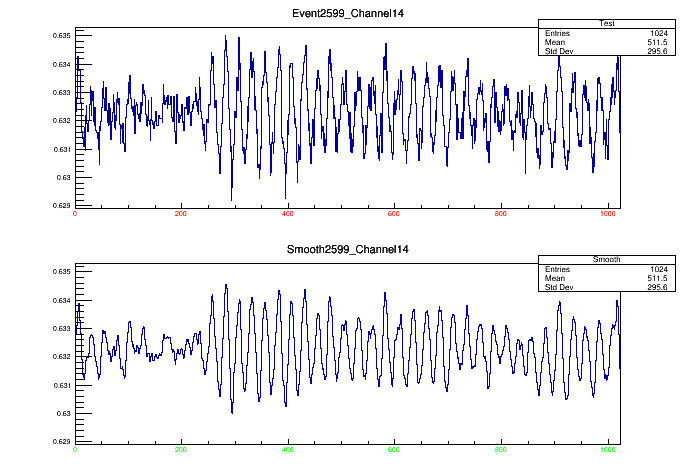 Event2599_Channel14
Test
Entries 1024
Mean 511.5
Std Dev 295.6
0.635
0.634
0.633
0.632
0.631
0.63
0.629
0 200 400 600 800 1000
Smooth2599_Channel14
Smooth
Entries 1024
Mean 511.5
Std Dev 295.6
0.635
0.634
0.633
0.632
0.631
0.63
0.629
0 200 400 600 800 1000